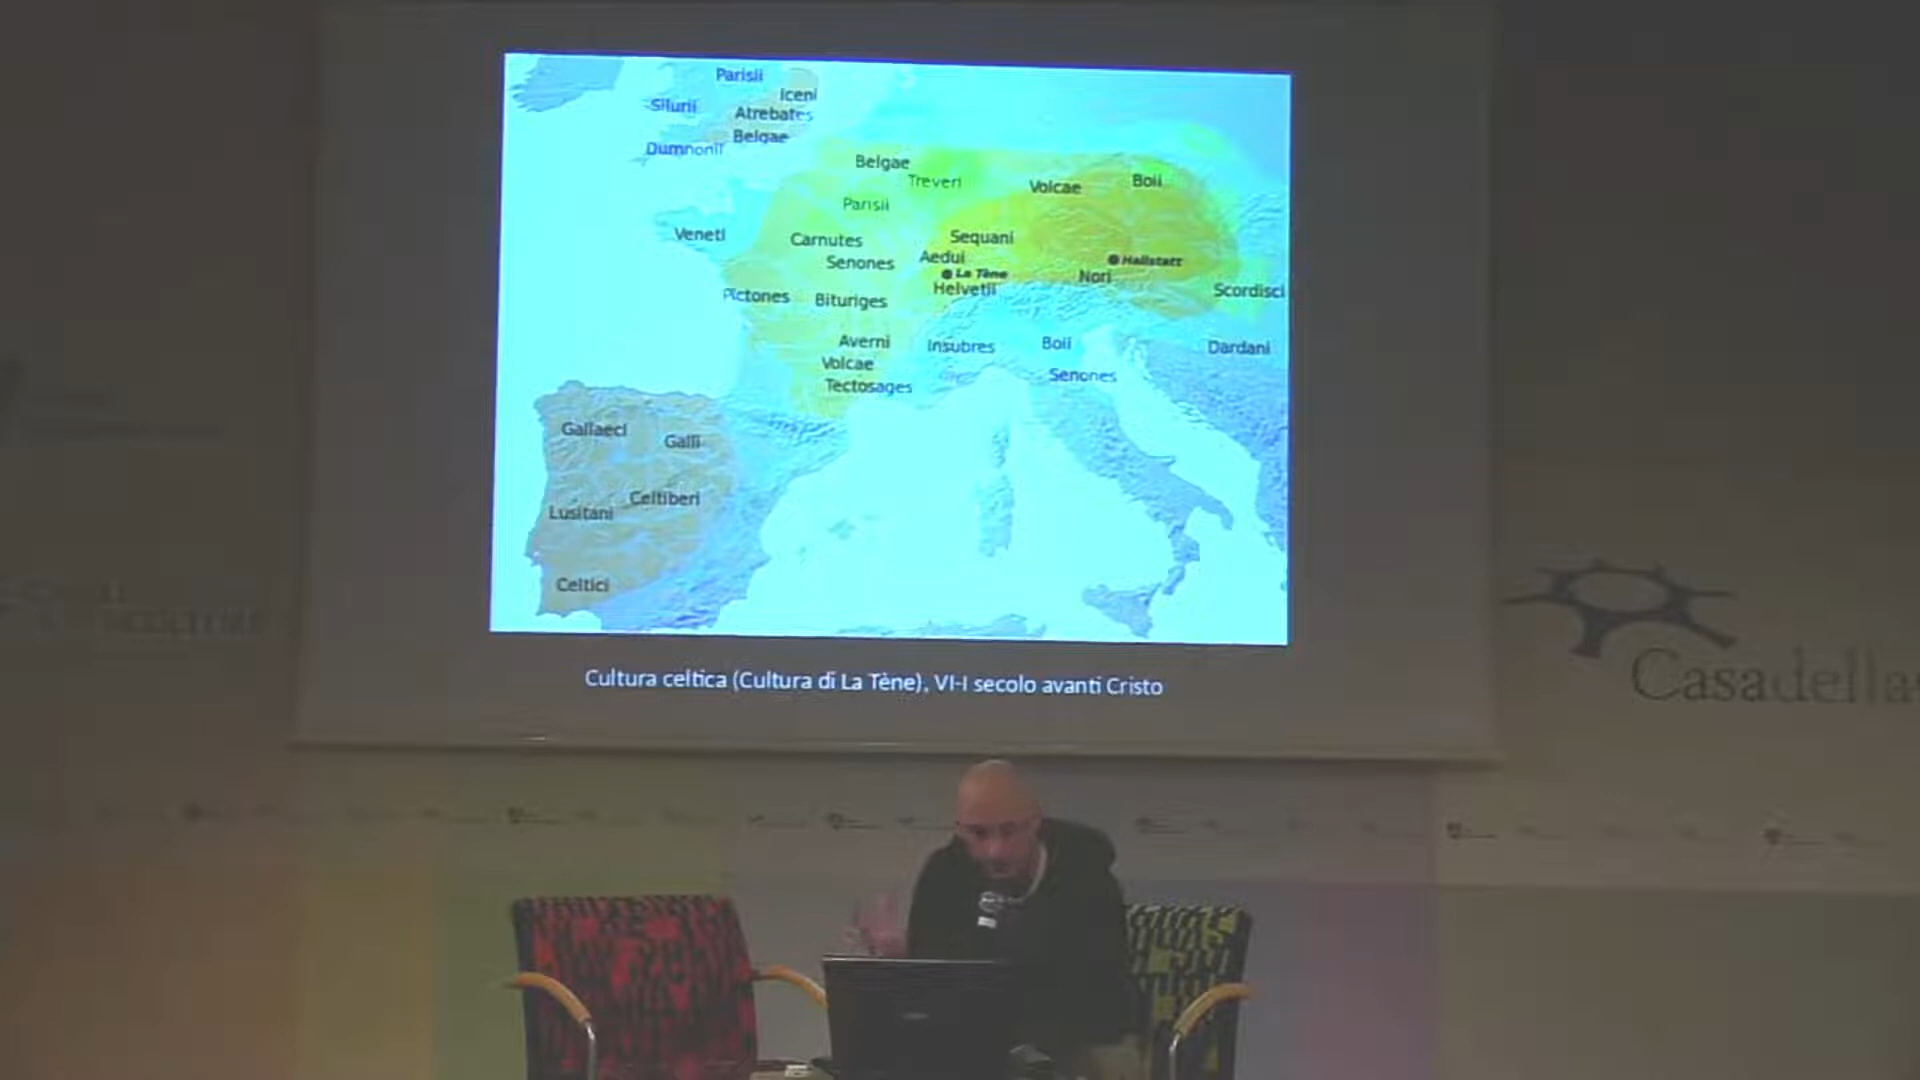 Parisii
Iceni
Silurii
Atrebates
Belgae
Dumnonii
Belgae
Treveri
Volcae
Boii
Parisii
Veneti
Carnutes
Sequani
Senones
Aedui
La Tène
Hallstatt
Helvetii
Nori
Scordisci
Pictones
Bituriges
Averni
Insubres
Boii
Dardani
Volcae
Tectosages
Senones
Gallaeci
Galli
Celtiberi
Lusitani
Celtici
Cultura celtica (Cultura di La Tène), VI-I secolo avanti Cristo
Casadella